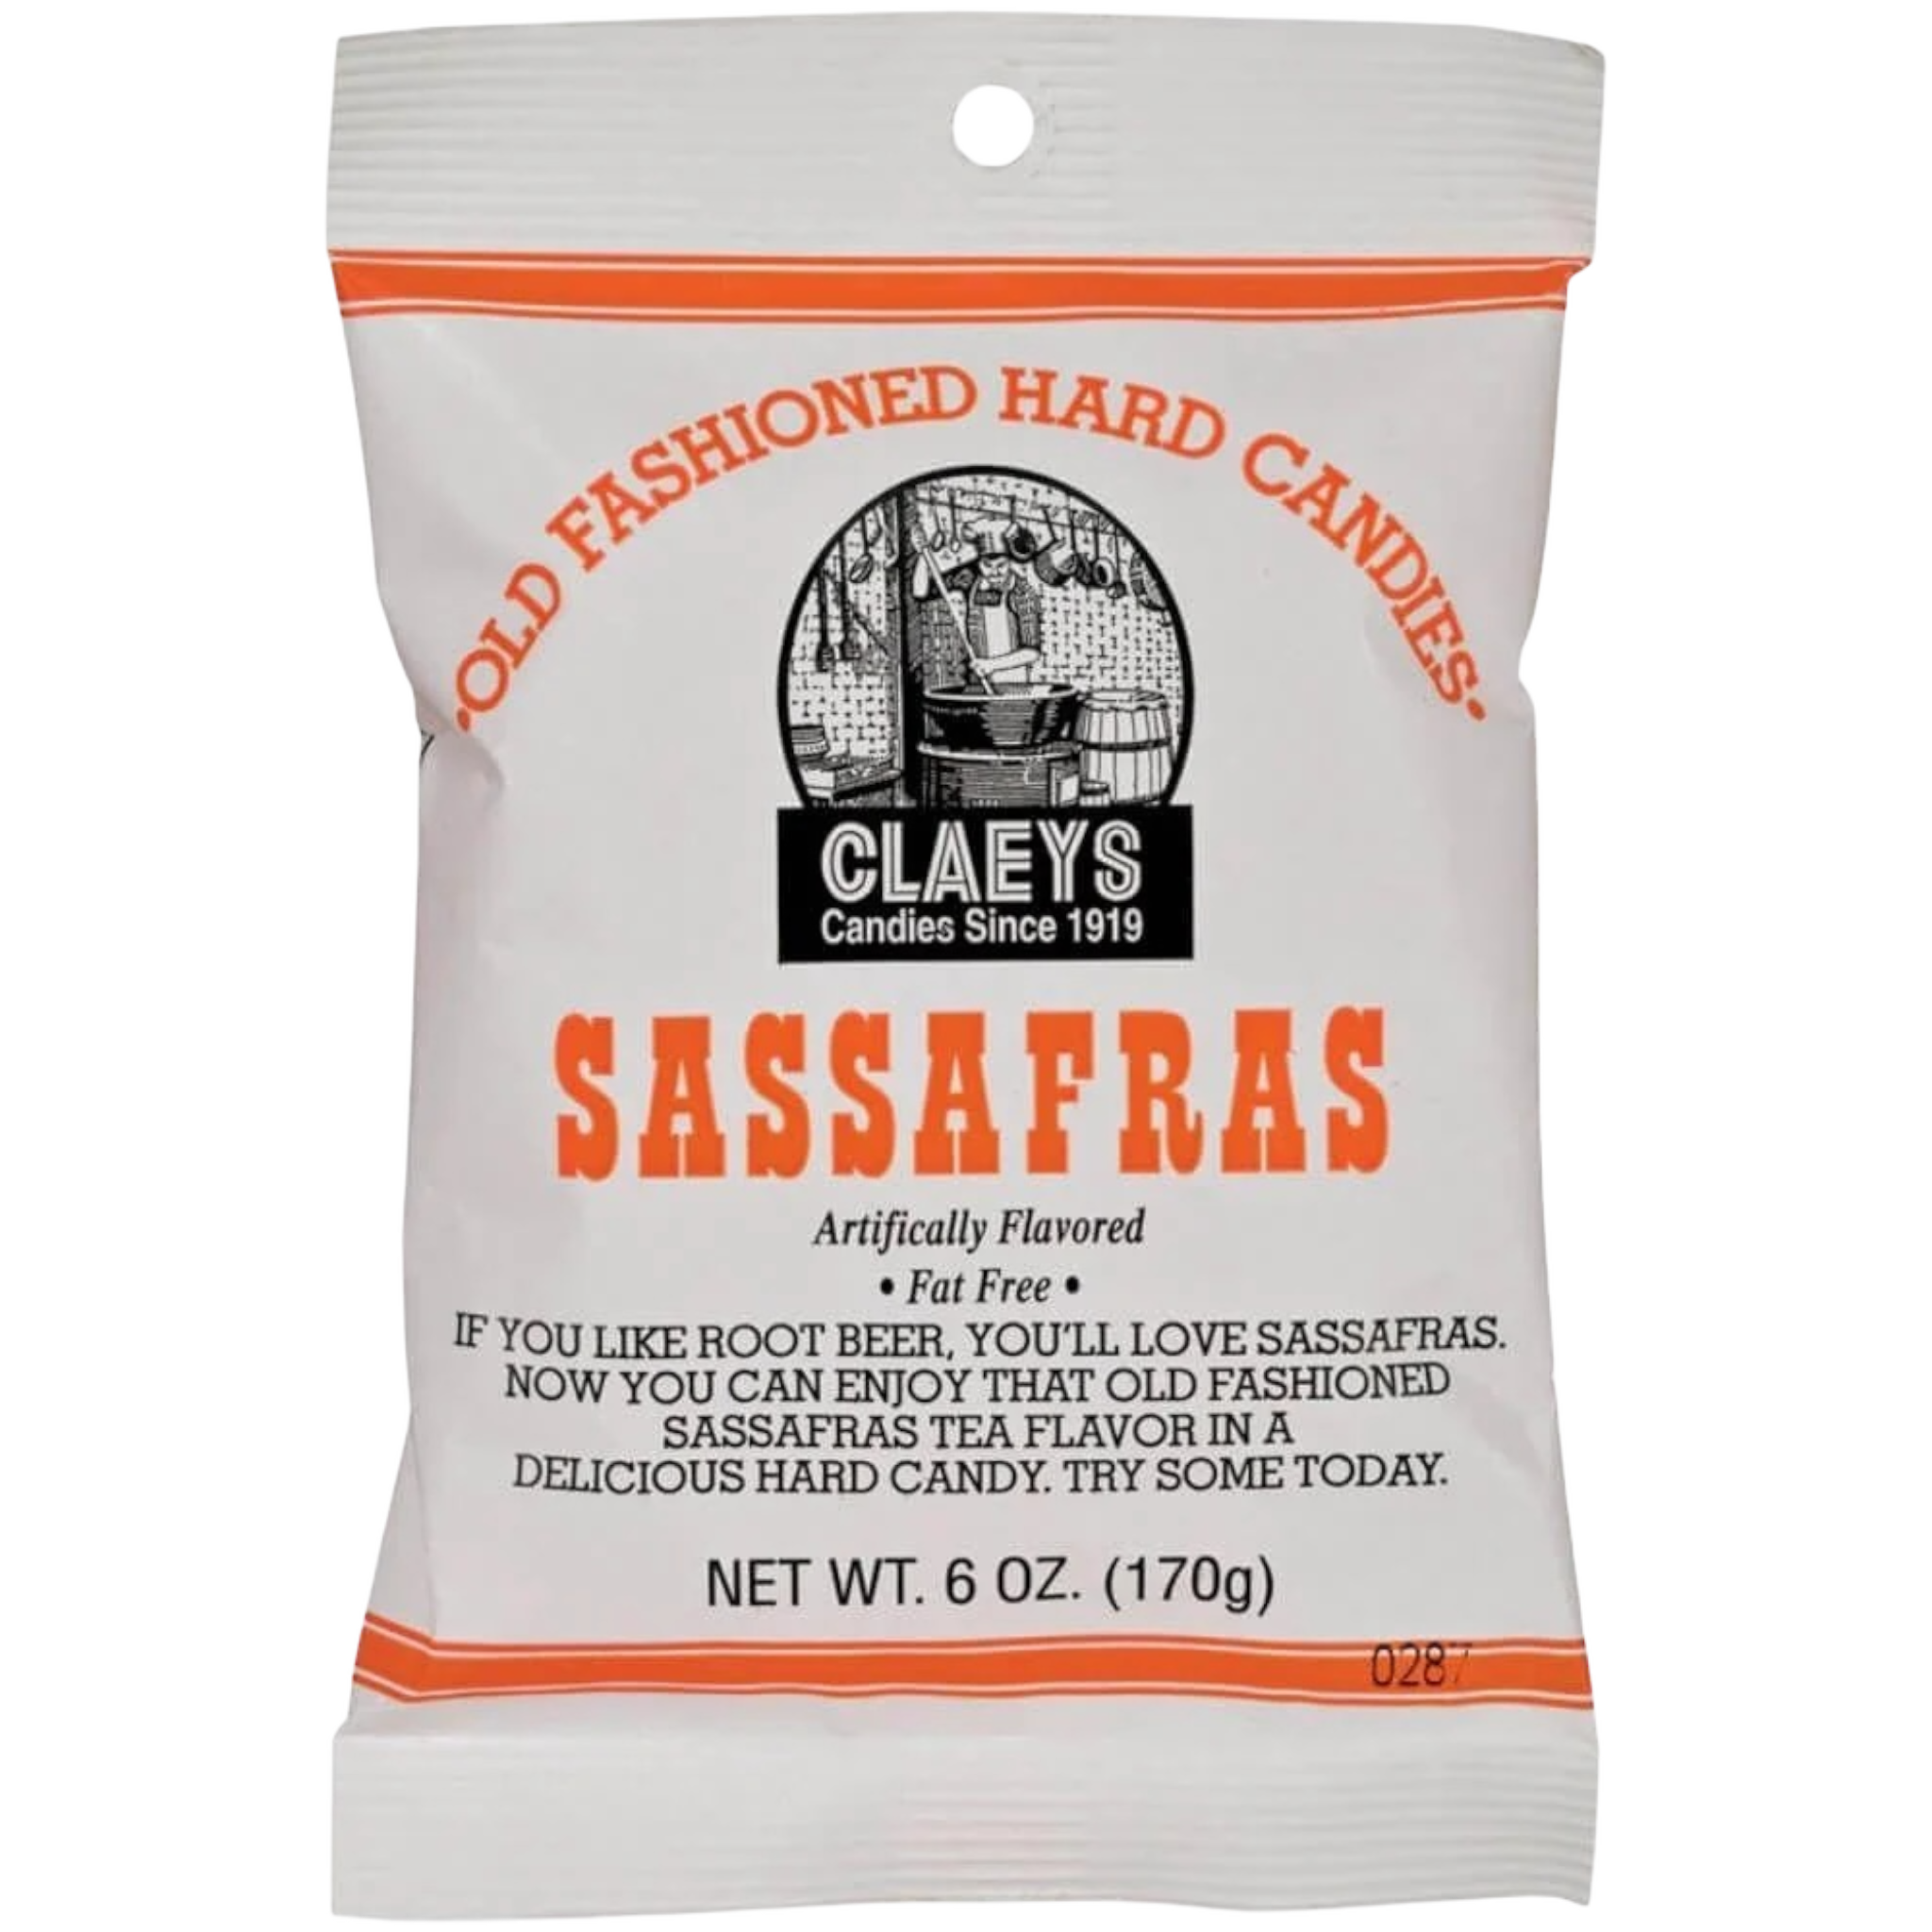 •OLD FASHIONED HARD CANDIES•
CLAEYS
Candies Since 1919
SASSAFRAS
Artifically Flavored
• Fat Free •
IF YOU LIKE ROOT BEER, YOU'LL LOVE SASSAFRAS.
NOW YOU CAN ENJOY THAT OLD FASHIONED
SASSAFRAS TEA FLAVOR IN A
DELICIOUS HARD CANDY. TRY SOME TODAY.
NET WT. 6 OZ. (170g)
0287